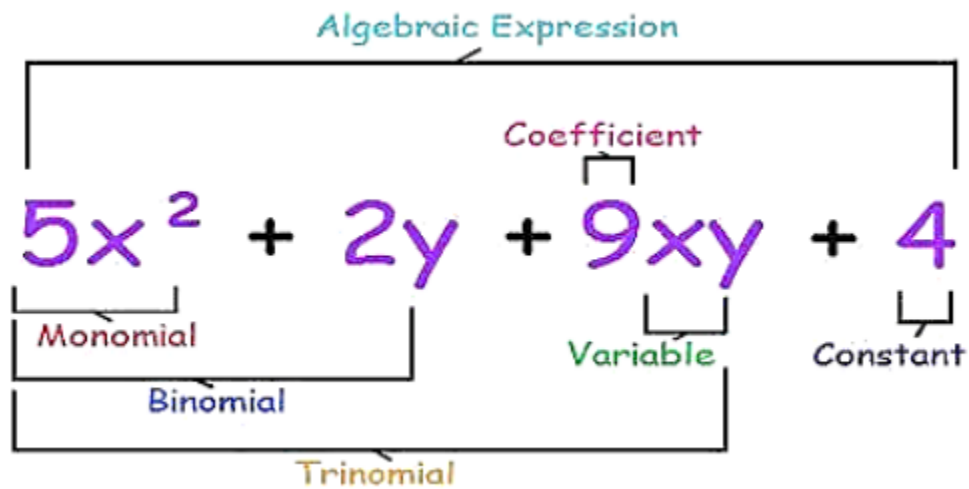 Algebraic Expression
Coefficient
5x² + 2y + 9xy + 4
Monomial
Variable
Constant
Binomial
Trinomial